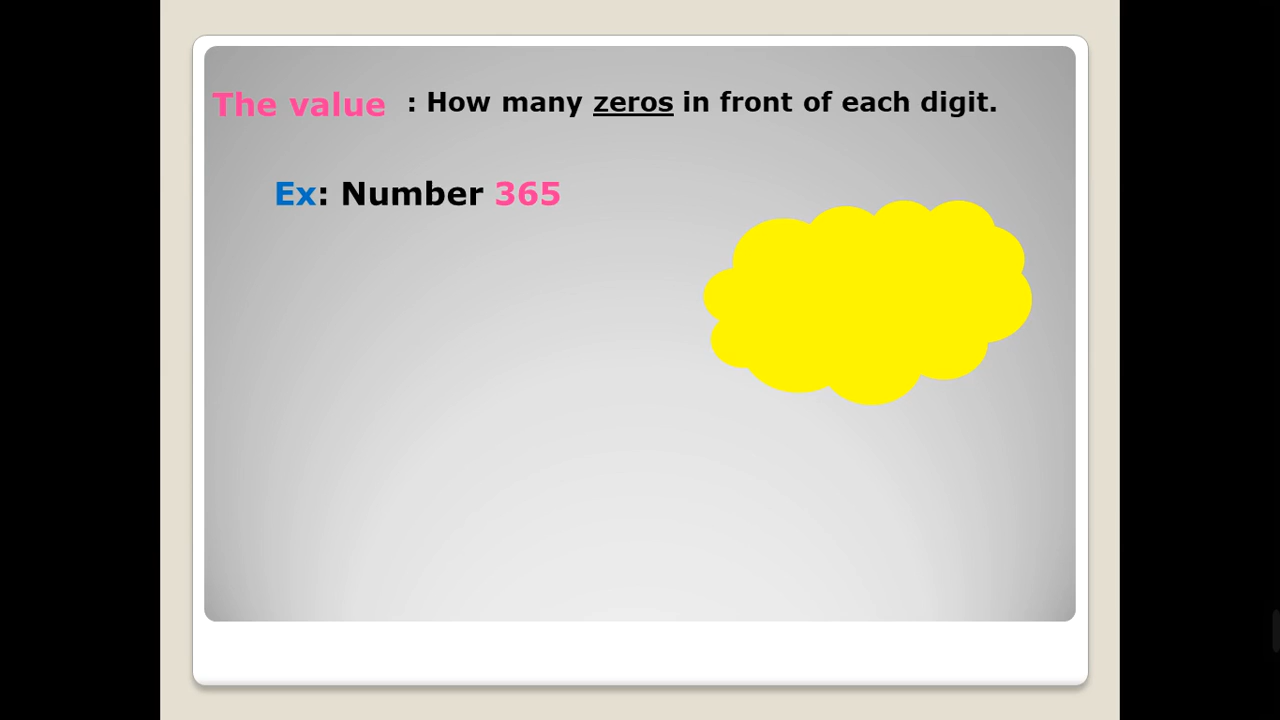 The value : How many zeros in front of each digit.
Ex: Number 365